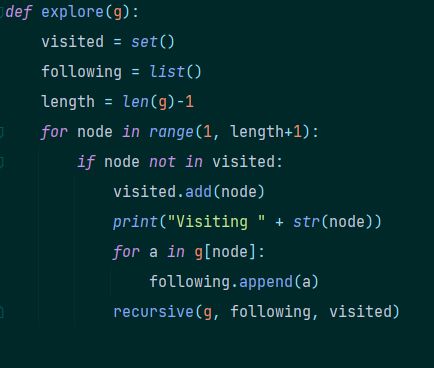 def explore(g):
    visited = set()
    following = list()
    length = len(g)-1
    for node in range(1, length+1):
        if node not in visited:
            visited.add(node)
            print("Visiting " + str(node))
            for a in g[node]:
                following.append(a)
            recursive(g, following, visited)